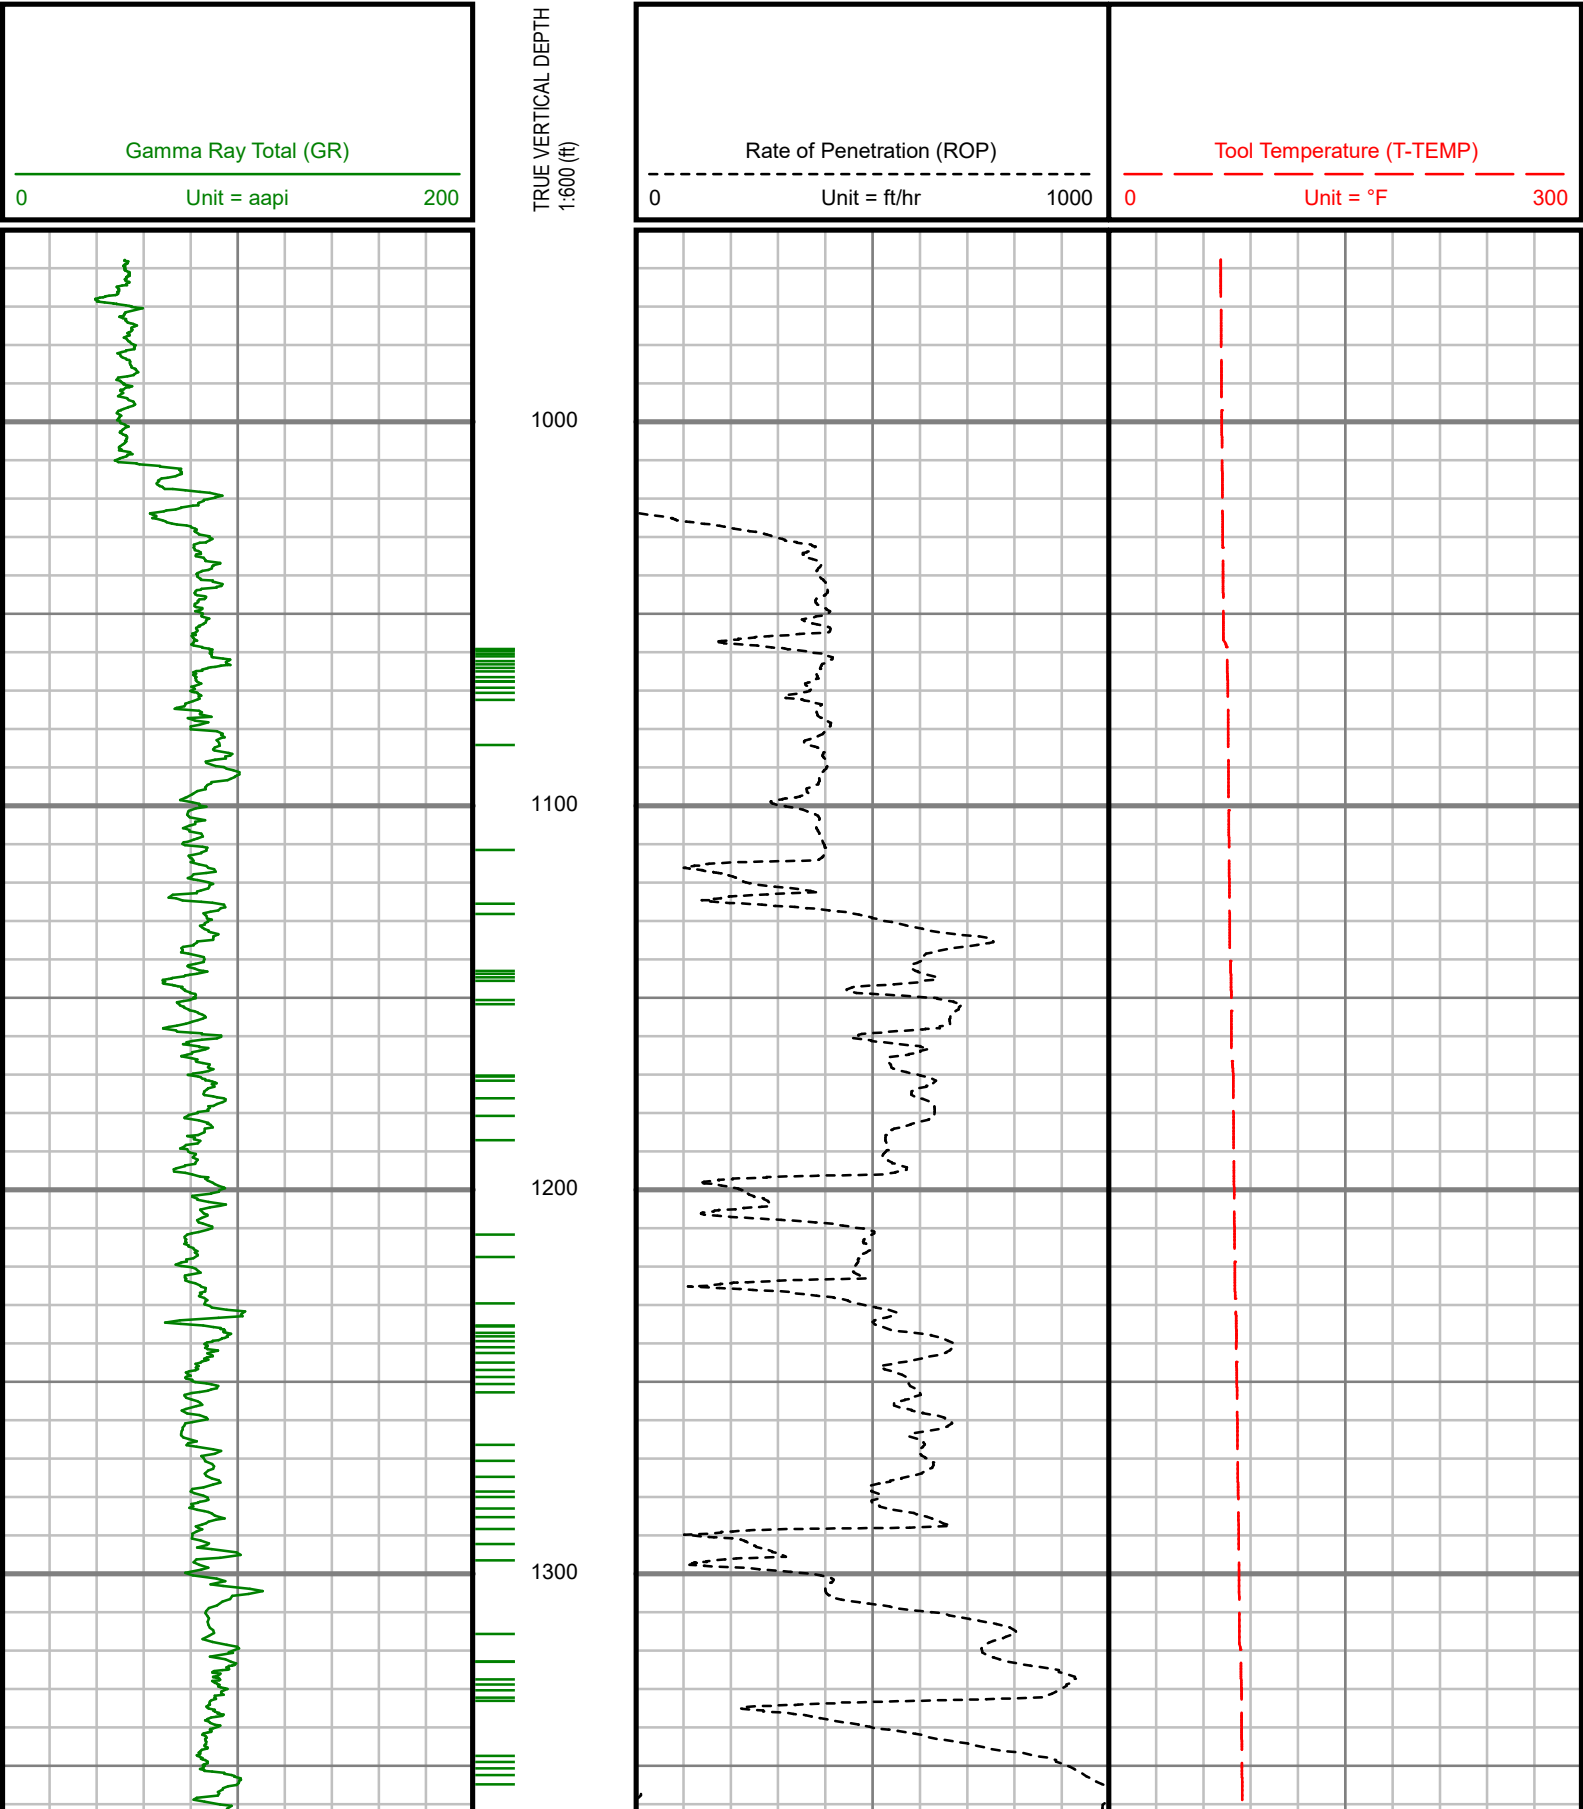 Gamma Ray Total (GR)
0 Unit = aapi 200
TRUE VERTICAL DEPTH
1:600 (ft)
Rate of Penetration (ROP)
0 Unit = ft/hr 1000
Tool Temperature (T-TEMP)
0 Unit = °F 300
1000
1100
1200
1300